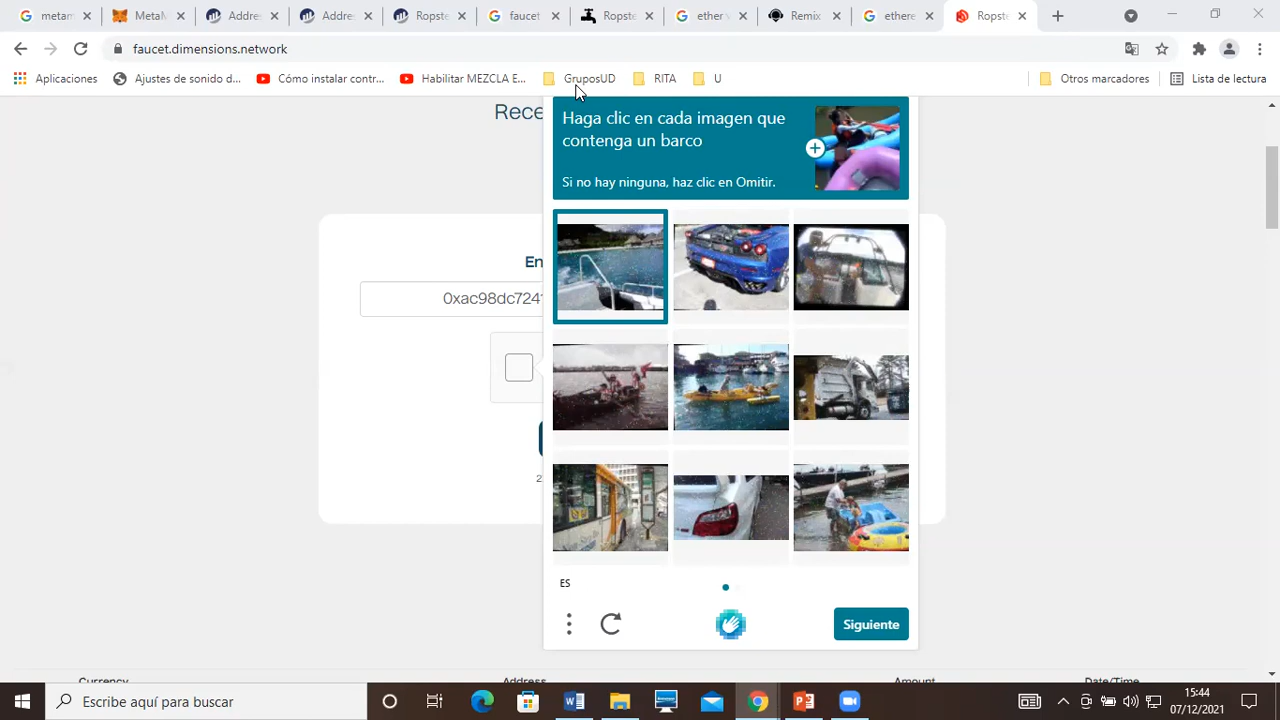 metam
MetaM
Addre:
Addre:
Ropste
faucet
Ropste
ether v
Remix
ethere
Ropste
faucet.dimensions.network
Aplicaciones
Ajustes de sonido d...
Cómo instalar contr...
Habilitar MEZCLA E...
GruposUD
RITA
U
Otros marcadores
Lista de lectura
Rece
Haga clic en cada imagen que
contenga un barco
Si no hay ninguna, haz clic en Omitir.
En
0xac98dc724
ES
Siguiente
Currency
Address
Amount
Date/Time
Escribe aquí para buscar
15:44
07/12/2021